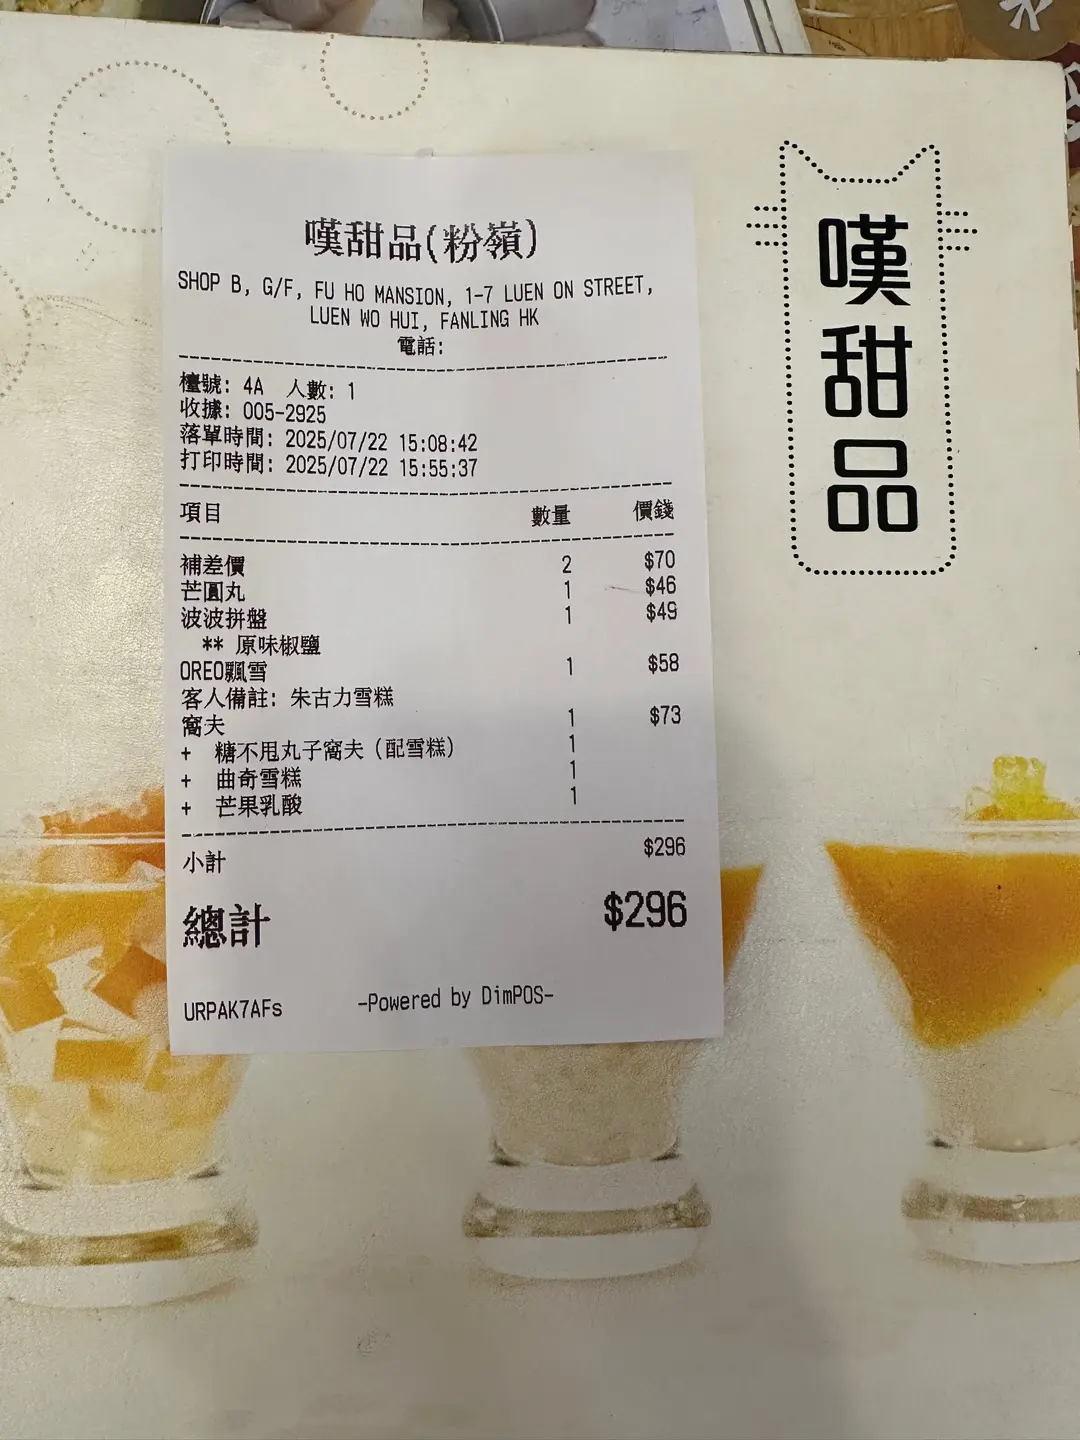 嘆甜品(粉嶺)
SHOP B, G/F, FU HO MANSION, 1-7 LUEN ON STREET,
LUEN WO HUI, FANLING HK
電話:
檯號: 4A 人數: 1
收據: 005-2925
落單時間: 2025/07/22 15:08:42
打印時間: 2025/07/22 15:55:37
項目 數量 價錢
補差價 2 $70
芒圓丸 1 $46
波波拼盤 1 $49
** 原味椒鹽
OREO飄雪 1 $58
客人備註: 朱古力雪糕
窩夫 1 $73
+ 糖不甩丸子窩夫 (配雪糕) 1
+ 曲奇雪糕 1
+ 芒果乳酸 1
小計 $296
總計 $296
URPAK7AFs -Powered by DimPOS-
嘆甜品